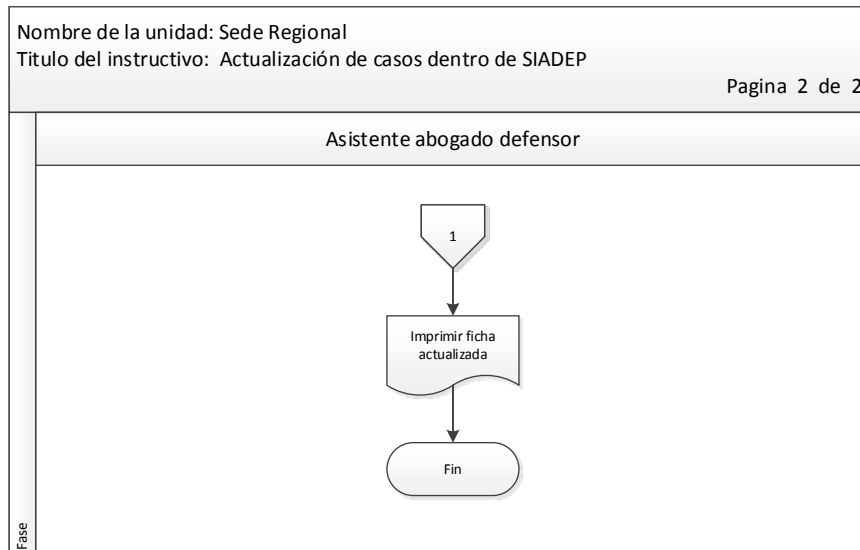 Nombre de la unidad: Sede Regional
Titulo del instructivo: Actualización de casos dentro de SIADEP
Pagina 2 de 2
Asistente abogado defensor
1
Imprimir ficha
actualizada
Fin
Fase